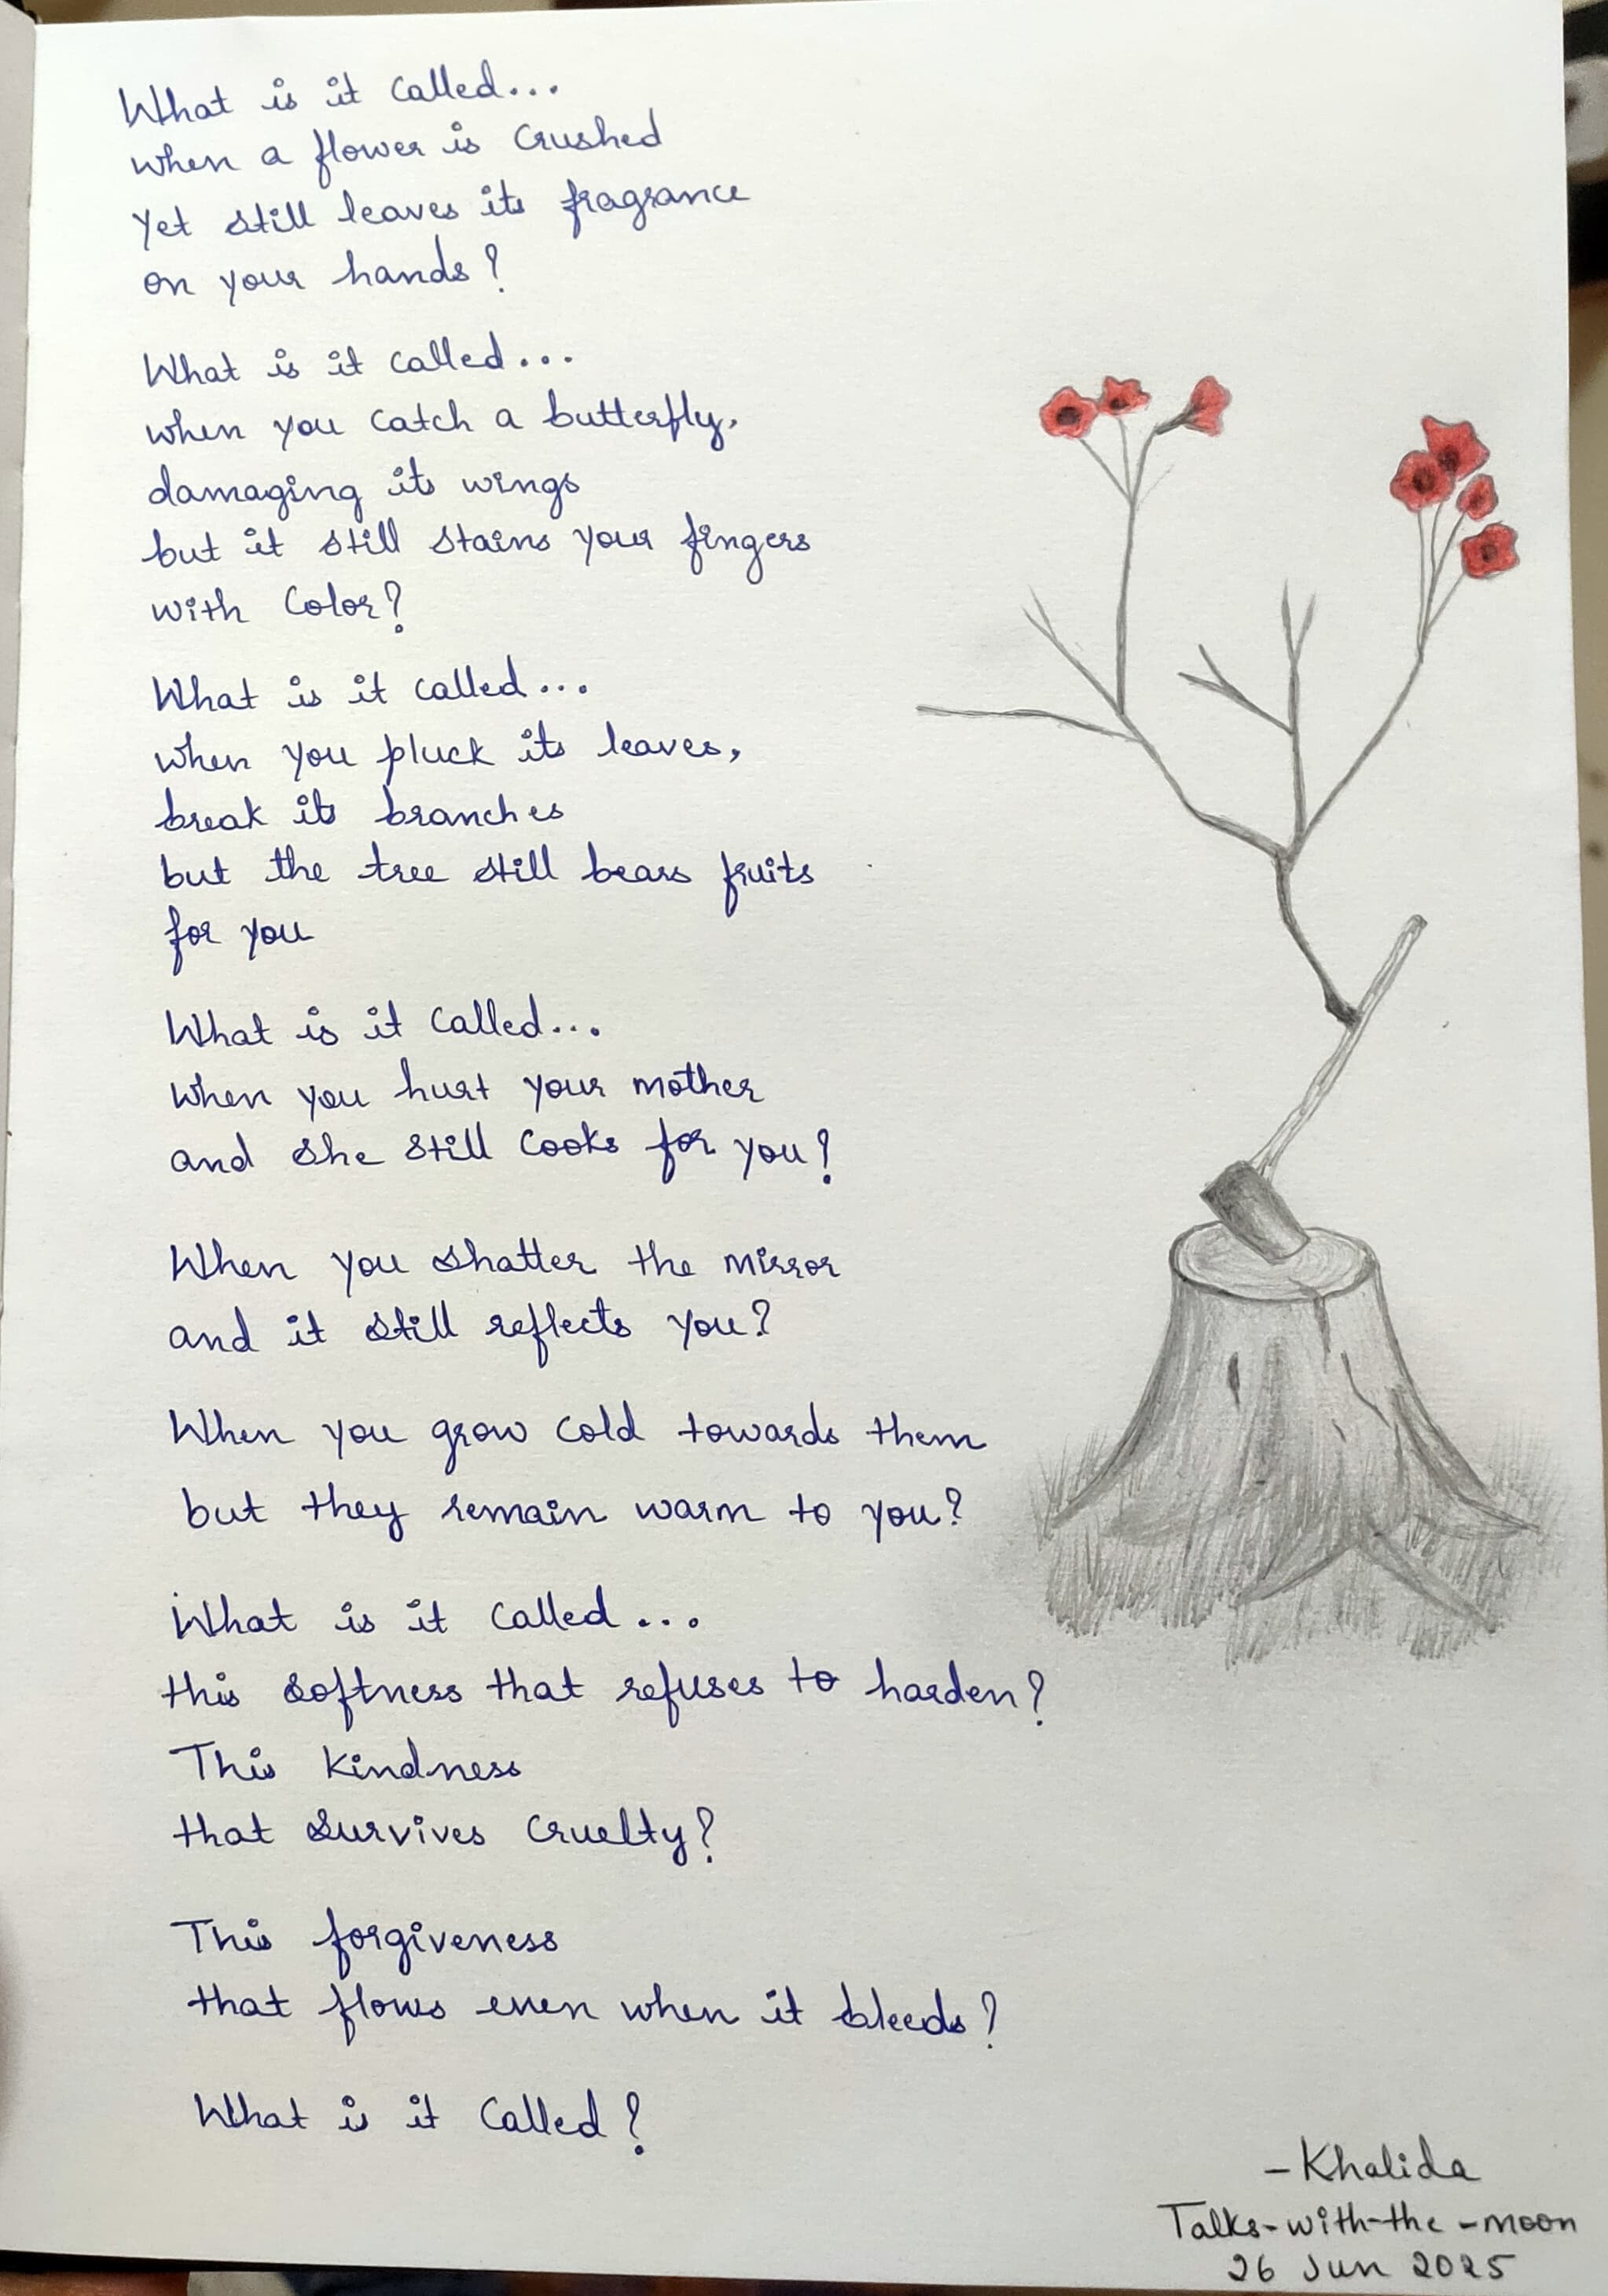 What is it called...
when a flower is crushed
Yet still leaves its fragrance
on your hands?
What is it called...
when you catch a butterfly,
damaging its wings
but it still stains your fingers
with color?
What is it called...
when you pluck its leaves,
break its branches
but the tree still bears fruits
for you
What is it called...
when you hurt your mother
and she still cooks for you?
When you shatter the mirror
and it still reflects you?
When you grow cold towards them
but they remain warm to you?
What is it called...
this softness that refuses to harden?
This kindness
that survives cruelty?
This forgiveness
that flows even when it bleeds?
What is it called?
-Khalida
Talks-with-the-moon
26 Jun 2025